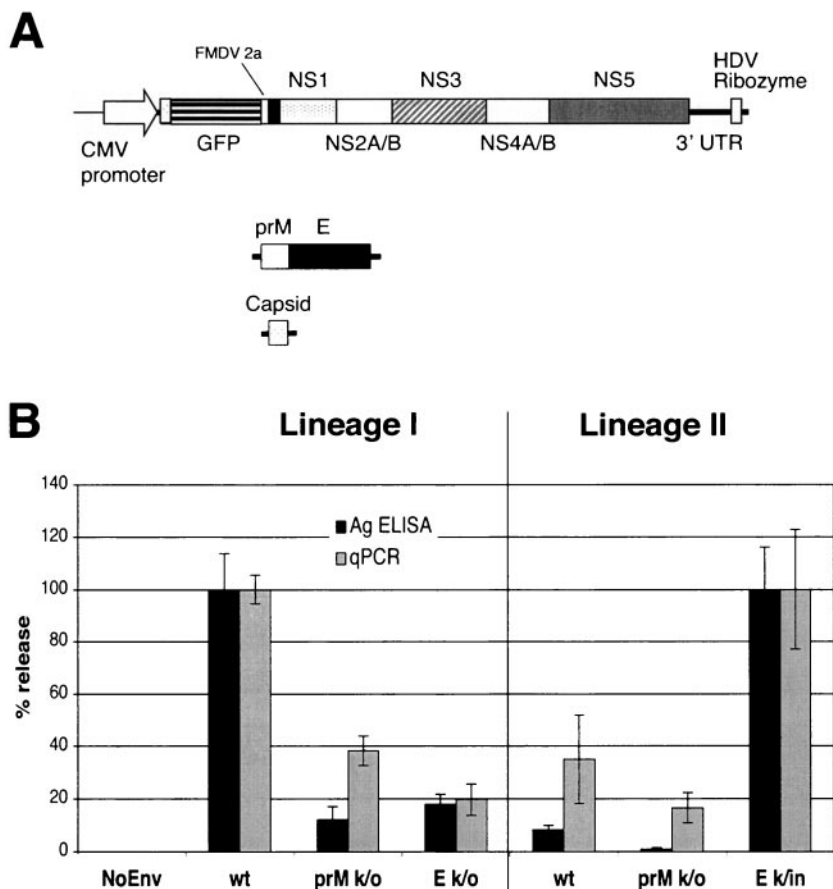 A
FMDV 2a
NS1
NS3
NS5
HDV
Ribozyme
CMV
promoter
GFP
NS2A/B
NS4A/B
3' UTR
prM
E
Capsid
B
Lineage I
Lineage II
% release
140
120
100
80
60
40
20
0
Ag ELISA
qPCR
NoEnv
wt
prM k/o
E k/o
wt
prM k/o
E k/in